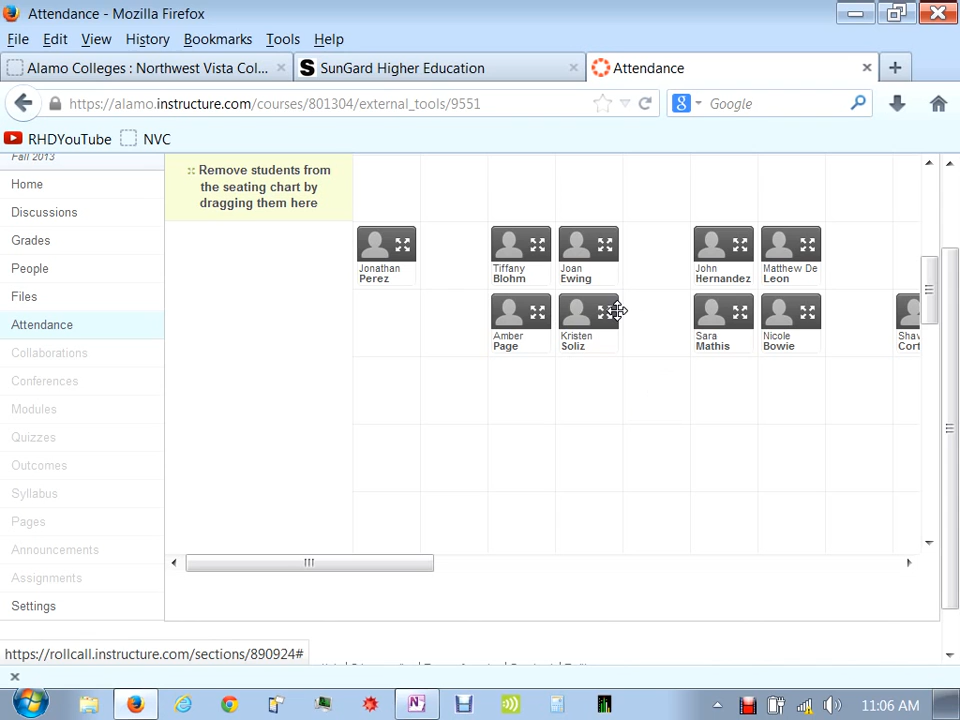 Attendance - Mozilla Firefox
File Edit View History Bookmarks Tools Help
Alamo Colleges : Northwest Vista Col...
SunGard Higher Education
Attendance
https://alamo.instructure.com/courses/801304/external_tools/9551
Google
RHDYouTube NVC
Fall 2013
Home
Discussions
Grades
People
Files
Attendance
Collaborations
Conferences
Modules
Quizzes
Outcomes
Syllabus
Pages
Announcements
Assignments
Settings
Remove students from
the seating chart by
dragging them here
Jonathan
Perez
Tiffany
Blohm
Joan
Ewing
John
Hernandez
Matthew De
Leon
Amber
Page
Kristen
Soliz
Sara
Mathis
Nicole
Bowie
Shav
Cort
https://rollcall.instructure.com/sections/890924#
11:06 AM